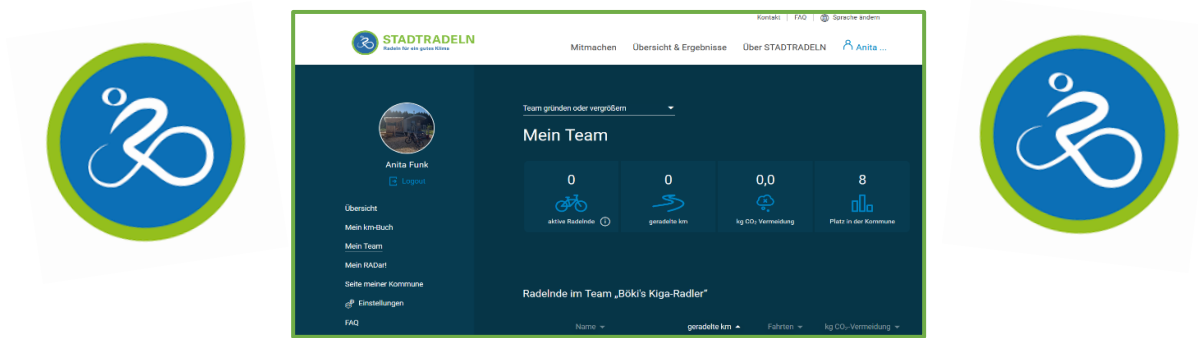 Kontakt | FAQ | Sprache ändern
STADTRADELN
Radeln für ein gutes Klima
Mitmachen Übersicht & Ergebnisse Über STADTRADELN Anita ...
Team gründen oder vergrößern
Mein Team
Anita Funk
Logout
0 0 0,0 8
aktive Radelnde geradelte km kg CO₂ Vermeidung Platz in der Kommune
Übersicht
Mein km-Buch
Mein Team
Mein RADar!
Seite meiner Kommune
Einstellungen
FAQ
Radelnde im Team „Böki's Kiga-Radler“
Name geradelte km Fahrten kg CO₂-Vermeidung